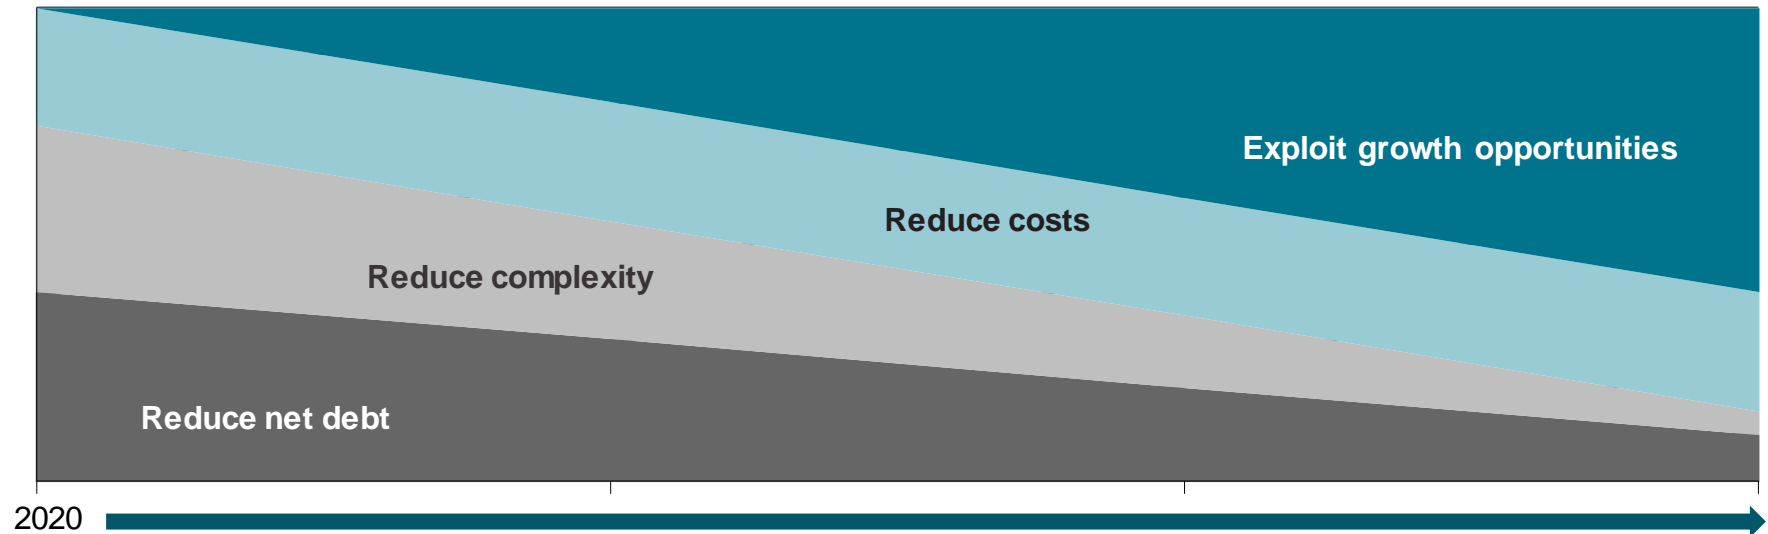 Exploit growth opportunities
Reduce costs
Reduce complexity
Reduce net debt
2020